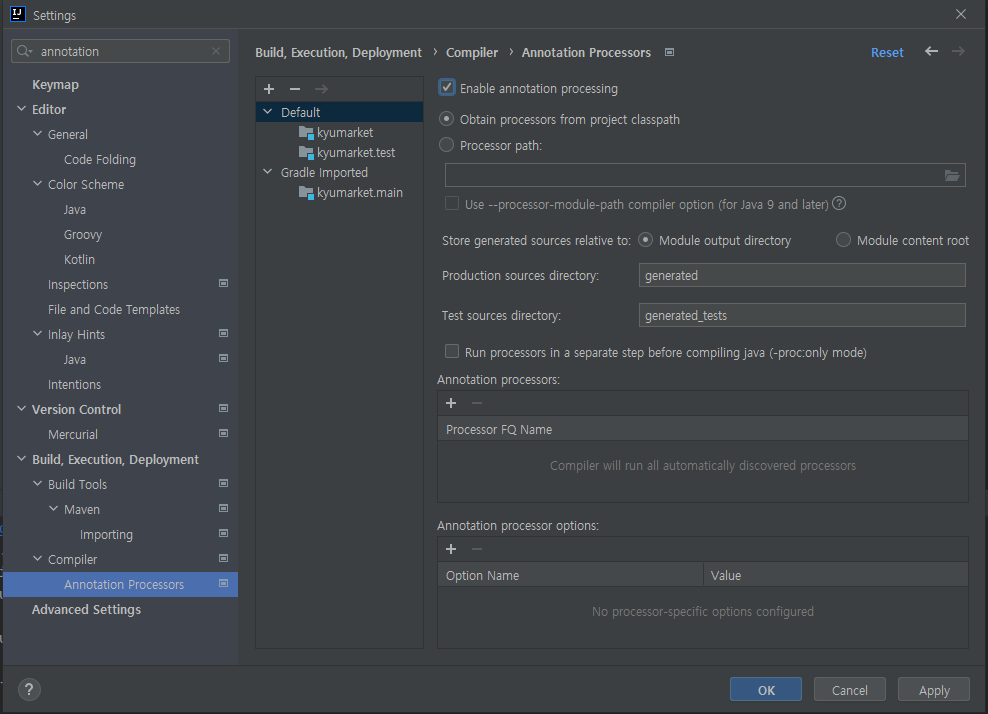 IJ
Settings
annotation
Keymap
Editor
General
Code Folding
Color Scheme
Java
Groovy
Kotlin
Inspections
File and Code Templates
Inlay Hints
Java
Intentions
Version Control
Mercurial
Build, Execution, Deployment
Build Tools
Maven
Importing
Compiler
Annotation Processors
Advanced Settings
?
Build, Execution, Deployment › Compiler › Annotation Processors
Reset
Default
kyumarket
kyumarket.test
Gradle Imported
kyumarket.main
Enable annotation processing
Obtain processors from project classpath
Processor path:
Use --processor-module-path compiler option (for Java 9 and later) ?
Store generated sources relative to: Module output directory Module content root
Production sources directory: generated
Test sources directory: generated_tests
Run processors in a separate step before compiling java (-proc:only mode)
Annotation processors:
Processor FQ Name
Compiler will run all automatically discovered processors
Annotation processor options:
Option Name Value
No processor-specific options configured
OK Cancel Apply